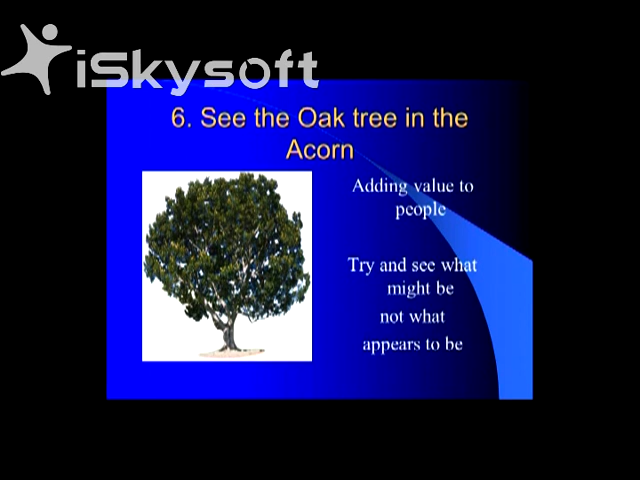 iSkysoft
6. See the Oak tree in the
Acorn
Adding value to
people
Try and see what
might be
not what
appears to be